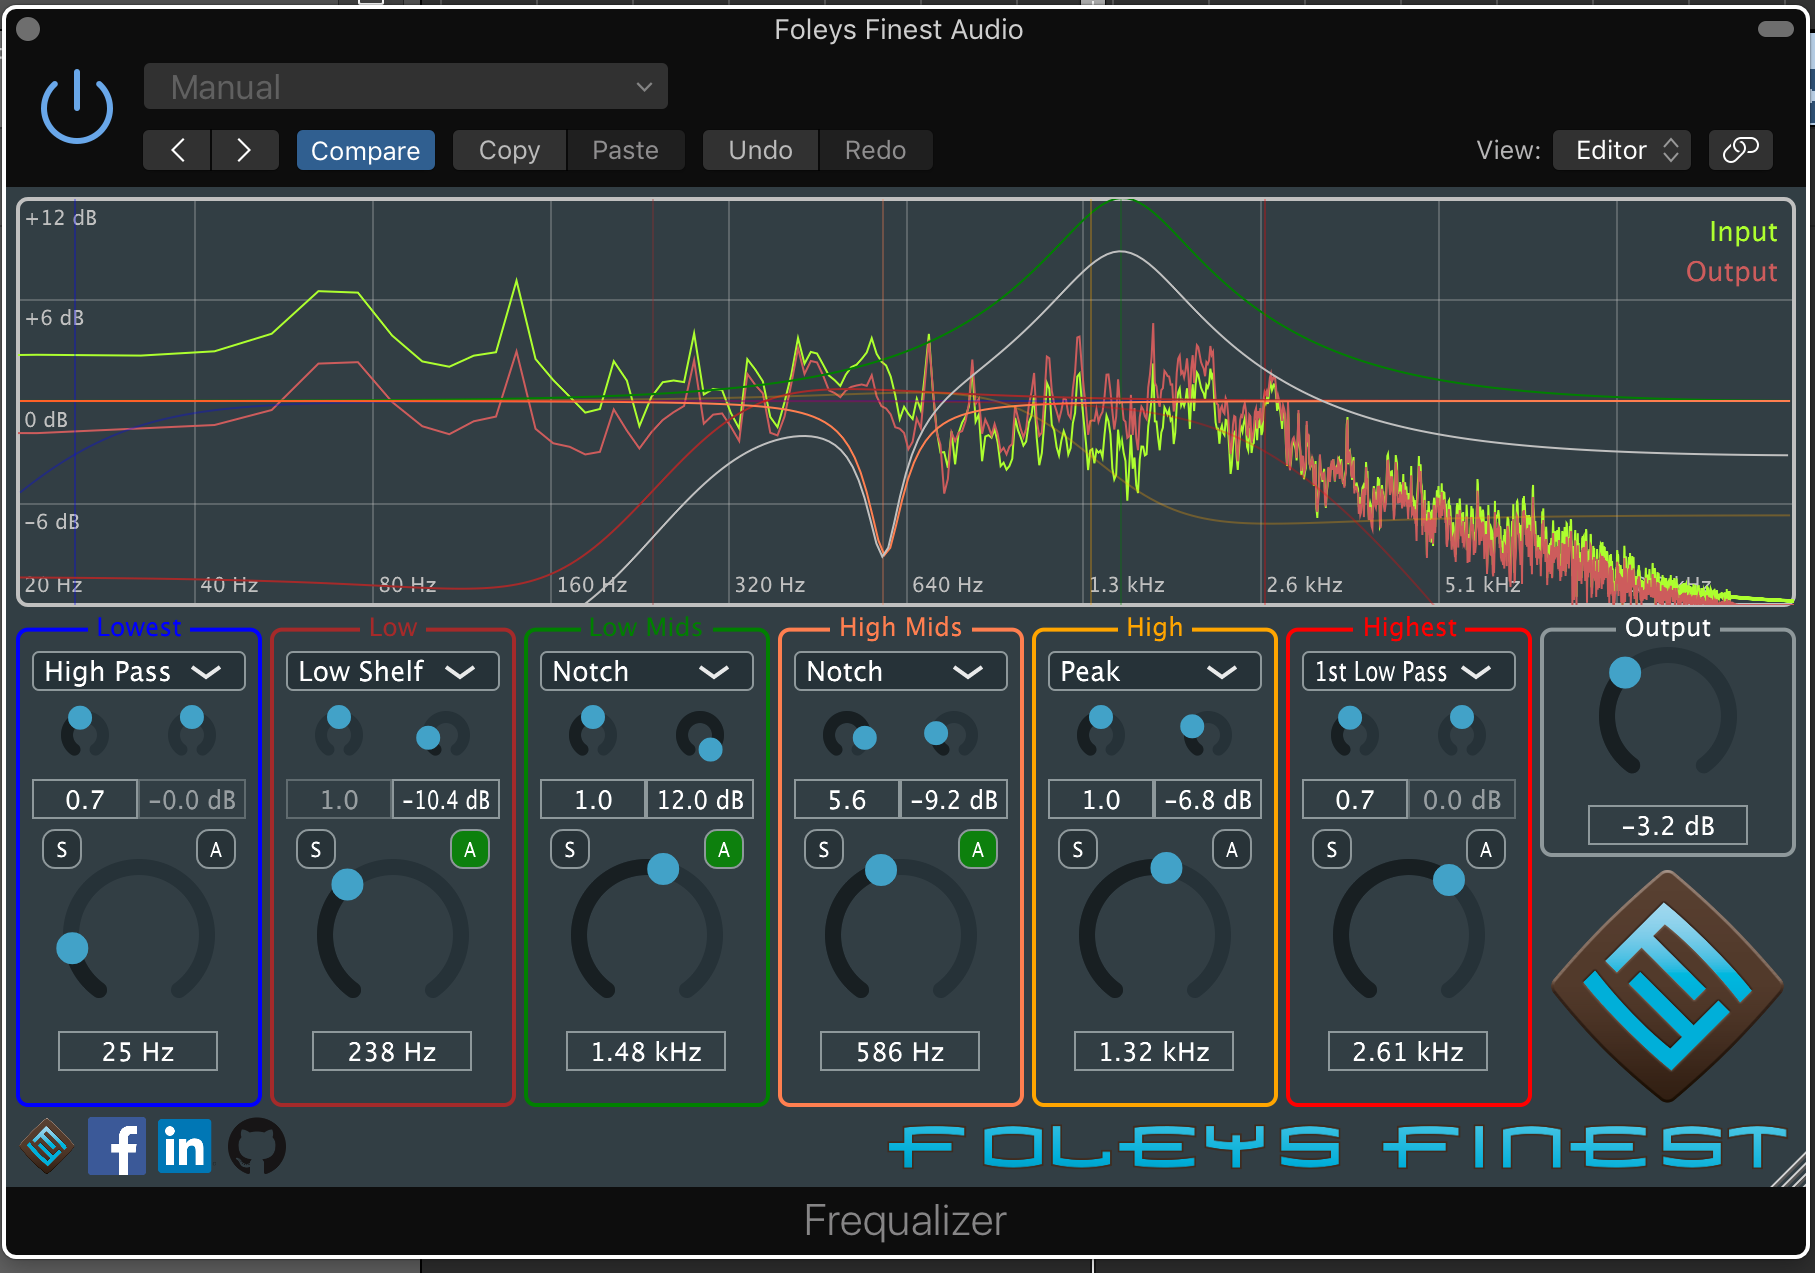 Foleys Finest Audio
Manual
Compare Copy Paste Undo Redo View: Editor
+12 dB
Input
Output
+6 dB
0 dB
-6 dB
20 Hz 40 Hz 80 Hz 160 Hz 320 Hz 640 Hz 1.3 kHz 2.6 kHz 5.1 kHz
Lowest Low Low Mids High Mids High Highest Output
High Pass Low Shelf Notch Notch Peak 1st Low Pass
0.7 -0.0 dB 1.0 -10.4 dB 1.0 12.0 dB 5.6 -9.2 dB 1.0 -6.8 dB 0.7 0.0 dB -3.2 dB
S A S A S A S A S A S A
25 Hz 238 Hz 1.48 kHz 586 Hz 1.32 kHz 2.61 kHz
f in FOLEYS FINEST
Frequalizer